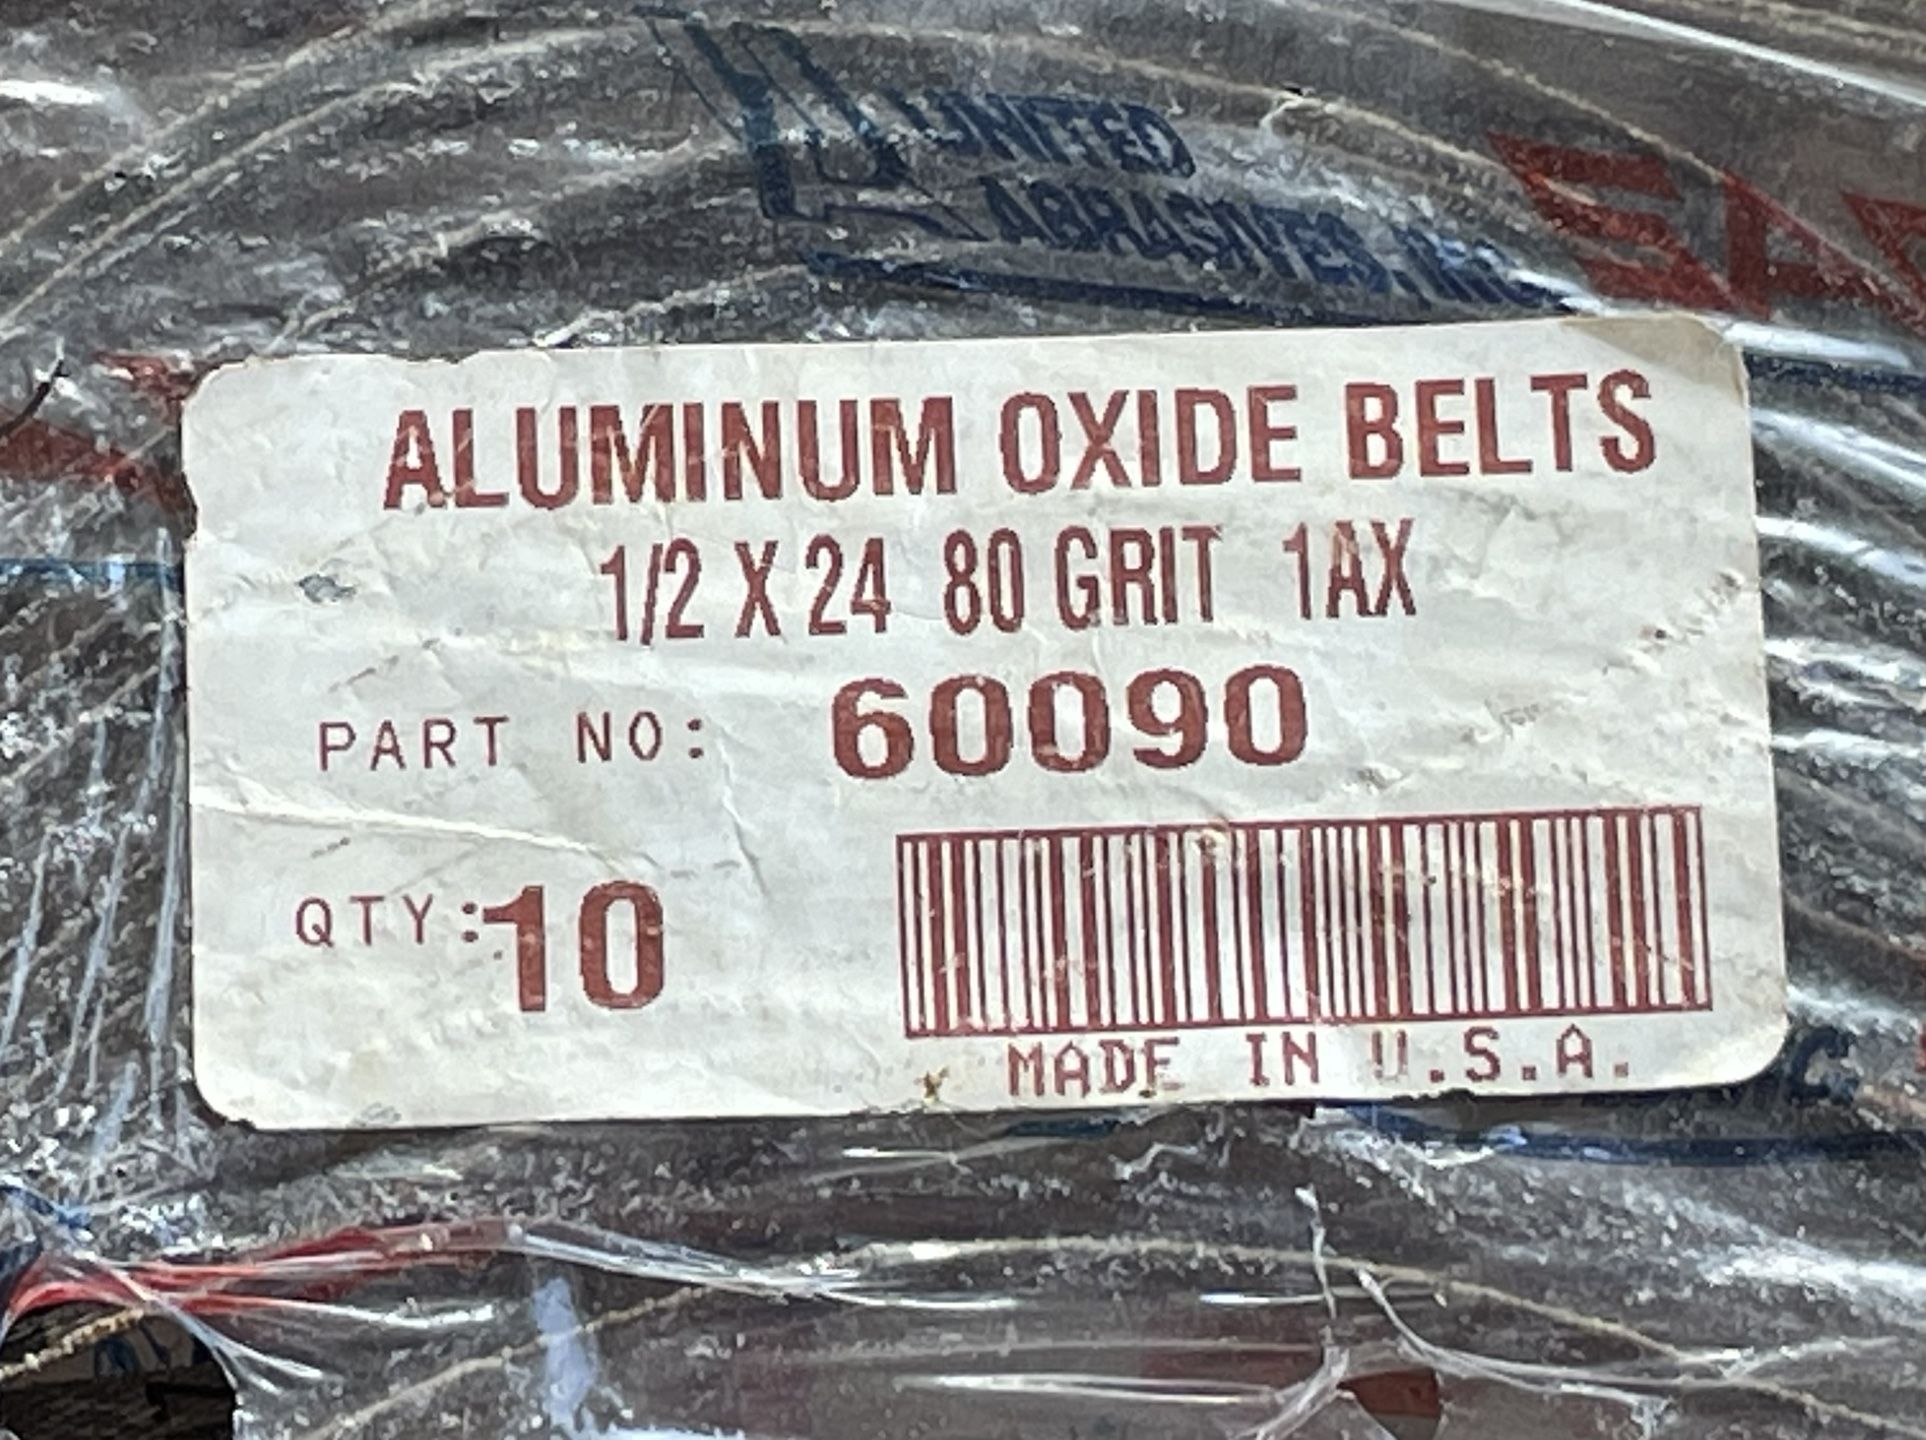 UNITED
ABRASIVES, INC.
ALUMINUM OXIDE BELTS
1/2 X 24 80 GRIT 1AX
PART NO: 60090
QTY: 10
MADE IN U.S.A.